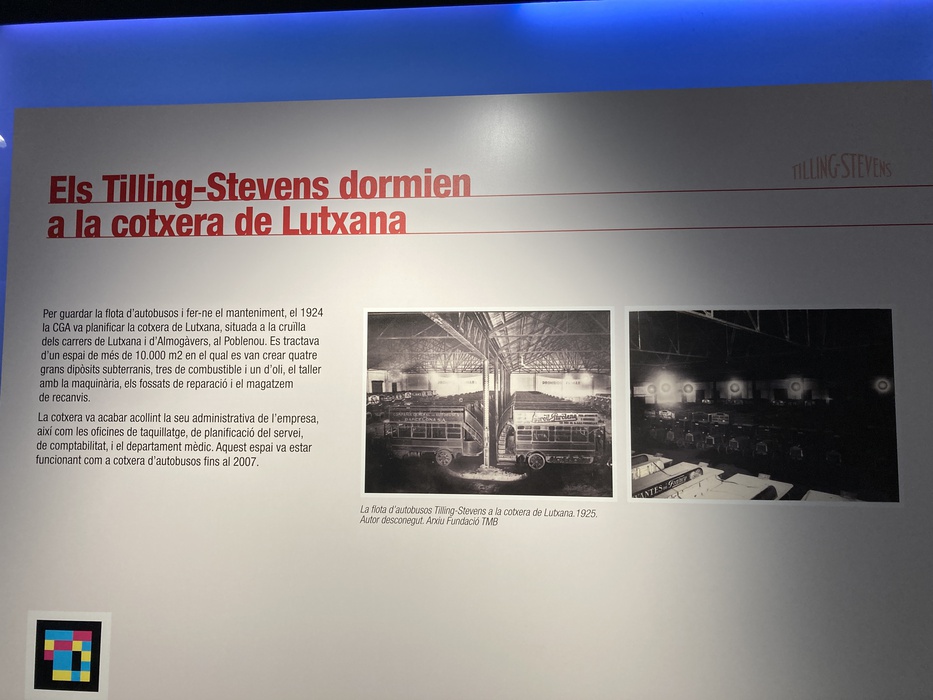 TILLING-STEVENS
Els Tilling-Stevens dormien
a la cotxera de Lutxana
Per guardar la flota d'autobusos i fer-ne el manteniment, el 1924
la CGA va planificar la cotxera de Lutxana, situada a la cruïlla
dels carrers de Lutxana i d'Almogàvers, al Poblenou. Es tractava
d'un espai de més de 10.000 m2 en el qual es van crear quatre
grans dipòsits subterranis, tres de combustible i un d'oli, el taller
amb la maquinària, els fossats de reparació i el magatzem
de recanvis.
La cotxera va acabar acollint la seu administrativa de l'empresa,
així com les oficines de taquillatge, de planificació del servei,
de comptabilitat, i el departament mèdic. Aquest espai va estar
funcionant com a cotxera d'autobusos fins al 2007.
La flota d'autobusos Tilling-Stevens a la cotxera de Lutxana.1925.
Autor desconegut. Arxiu Fundació TMB